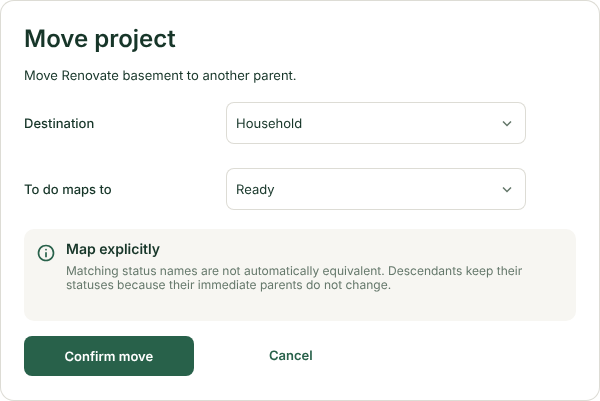 Move project
Move Renovate basement to another parent.
Destination
Household
To do maps to
Ready
Map explicitly
Matching status names are not automatically equivalent. Descendants keep their
statuses because their immediate parents do not change.
Confirm move
Cancel